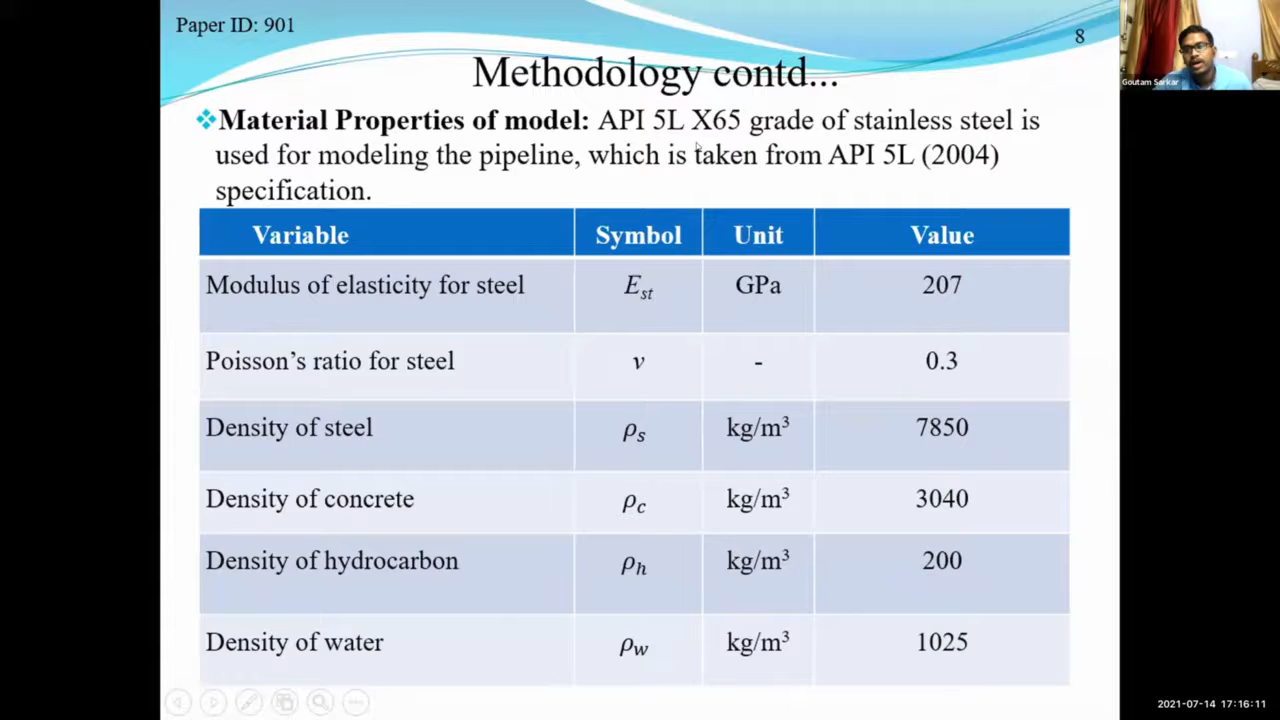 Paper ID: 901
8
Methodology contd...
Goutam Sarkar
❖Material Properties of model: API 5L X65 grade of stainless steel is
used for modeling the pipeline, which is taken from API 5L (2004)
specification.
Variable Symbol Unit Value
Modulus of elasticity for steel E_st GPa 207
Poisson’s ratio for steel ν - 0.3
Density of steel ρ_s kg/m³ 7850
Density of concrete ρ_c kg/m³ 3040
Density of hydrocarbon ρ_h kg/m³ 200
Density of water ρ_w kg/m³ 1025
2021-07-14 17:16:11